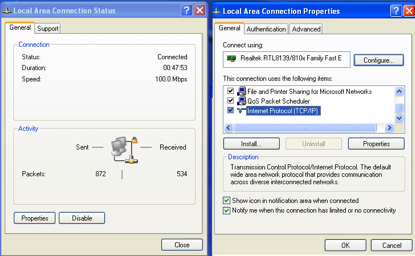 Local Area Connection Status
General
Support
Connection
Status:
Connected
Duration:
00:47:53
Speed:
100.0 Mbps
Activity
Sent
Received
Packets:
872
534
Properties
Disable
Close
Local Area Connection Properties
General
Authentication
Advanced
Connect using:
Realtek RTL8139/810x Family Fast E
Configure...
This connection uses the following items:
File and Printer Sharing for Microsoft Networks
QoS Packet Scheduler
Internet Protocol (TCP/IP)
Install...
Uninstall
Properties
Description
Transmission Control Protocol/Internet Protocol. The default
wide area network protocol that provides communication
across diverse interconnected networks.
Show icon in notification area when connected
Notify me when this connection has limited or no connectivity
OK
Cancel